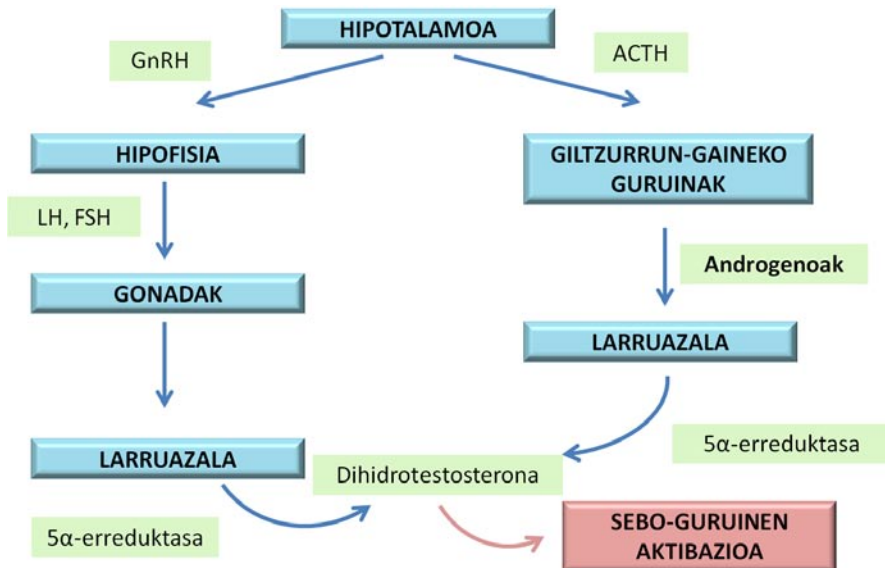 HIPOTALAMOA
GnRH
ACTH
HIPOFISIA
GILTZURRUN-GAINEKO
GURUINAK
LH, FSH
Androgenoak
GONADAK
LARRUAZALA
LARRUAZALA
5α-erreduktasa
Dihidrotestosterona
5α-erreduktasa
SEBO-GURUINEN
AKTIBAZIOA